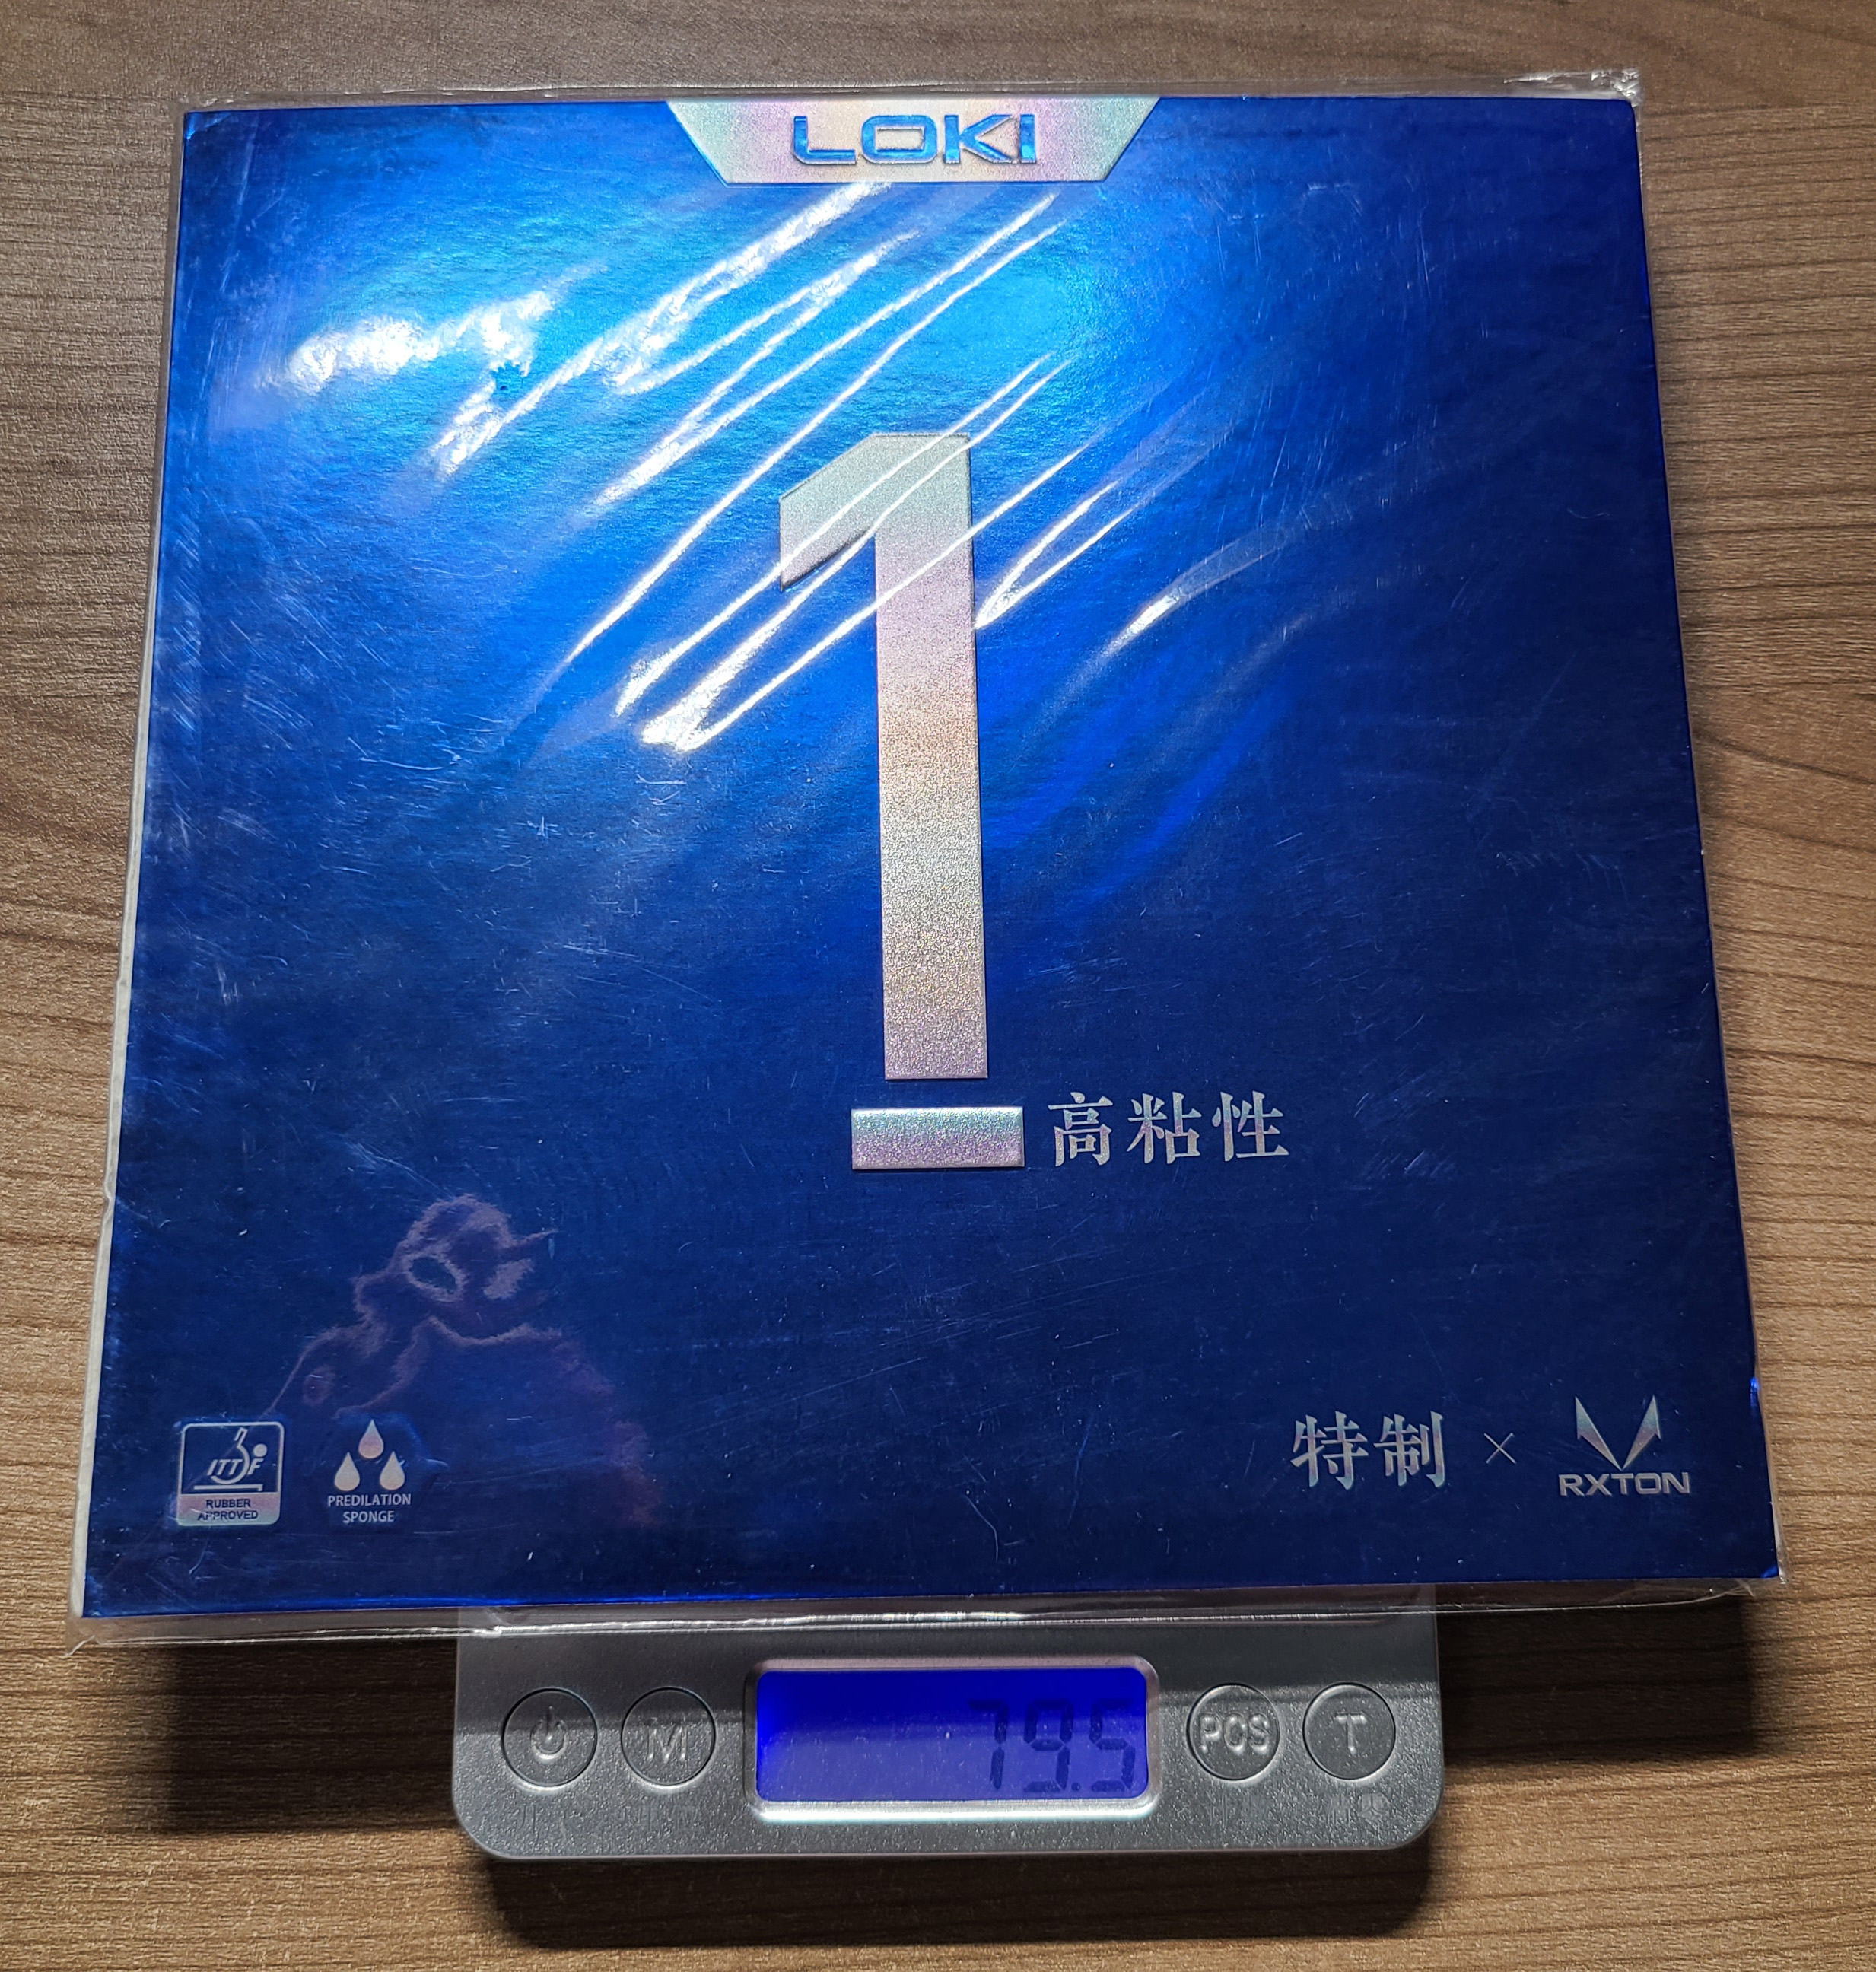 LOKI
1
高粘性
特制 × RXTON
ITTF
RUBBER
APPROVED
PREDILATION
SPONGE
M
79.5
PCS
T